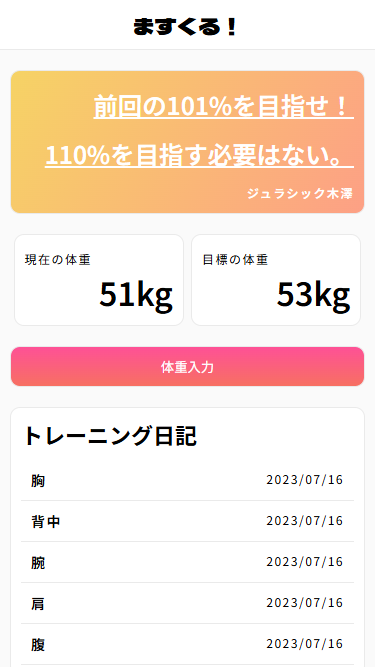 ますくる！
前回の101%を目指せ！
110%を目指す必要はない。
ジュラシック木澤
現在の体重
51kg
目標の体重
53kg
体重入力
トレーニング日記
胸 2023/07/16
背中 2023/07/16
腕 2023/07/16
肩 2023/07/16
腹 2023/07/16